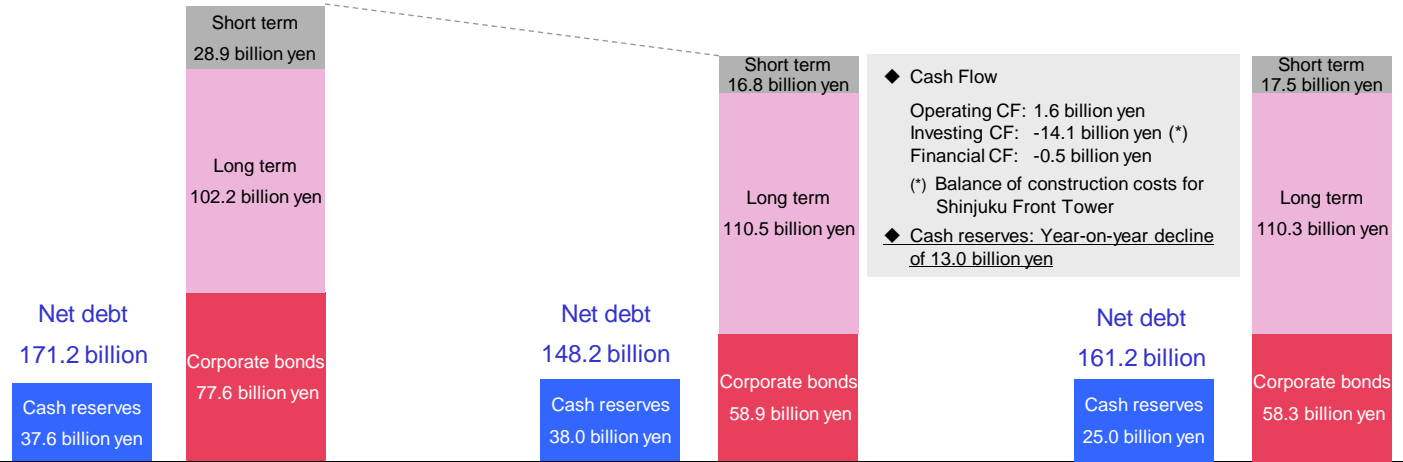 Short term
28.9 billion yen
Long term
102.2 billion yen
Corporate bonds
77.6 billion yen
Net debt
171.2 billion
Cash reserves
37.6 billion yen
Short term
16.8 billion yen
Long term
110.5 billion yen
Corporate bonds
58.9 billion yen
Net debt
148.2 billion
Cash reserves
38.0 billion yen
◆ Cash Flow
Operating CF: 1.6 billion yen
Investing CF: -14.1 billion yen (*)
Financial CF: -0.5 billion yen
(*) Balance of construction costs for
Shinjuku Front Tower
◆ Cash reserves: Year-on-year decline
of 13.0 billion yen
Short term
17.5 billion yen
Long term
110.3 billion yen
Corporate bonds
58.3 billion yen
Net debt
161.2 billion
Cash reserves
25.0 billion yen